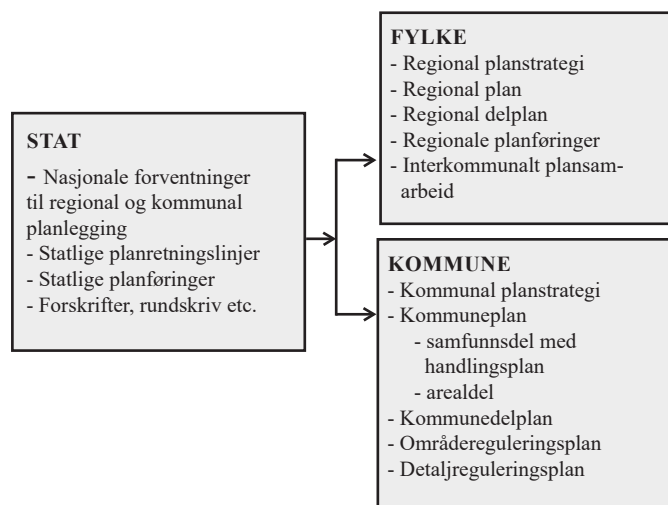 STAT
- Nasjonale forventninger
til regional og kommunal
planlegging
- Statlige planretningslinjer
- Statlige planføringer
- Forskrifter, rundskriv etc.
FYLKE
- Regional planstrategi
- Regional plan
- Regional delplan
- Regionale planføringer
- Interkommunalt plansam-
arbeid
KOMMUNE
- Kommunal planstrategi
- Kommuneplan
- samfunnsdel med
handlingsplan
- arealdel
- Kommunedelplan
- Områdereguleringsplan
- Detaljreguleringsplan